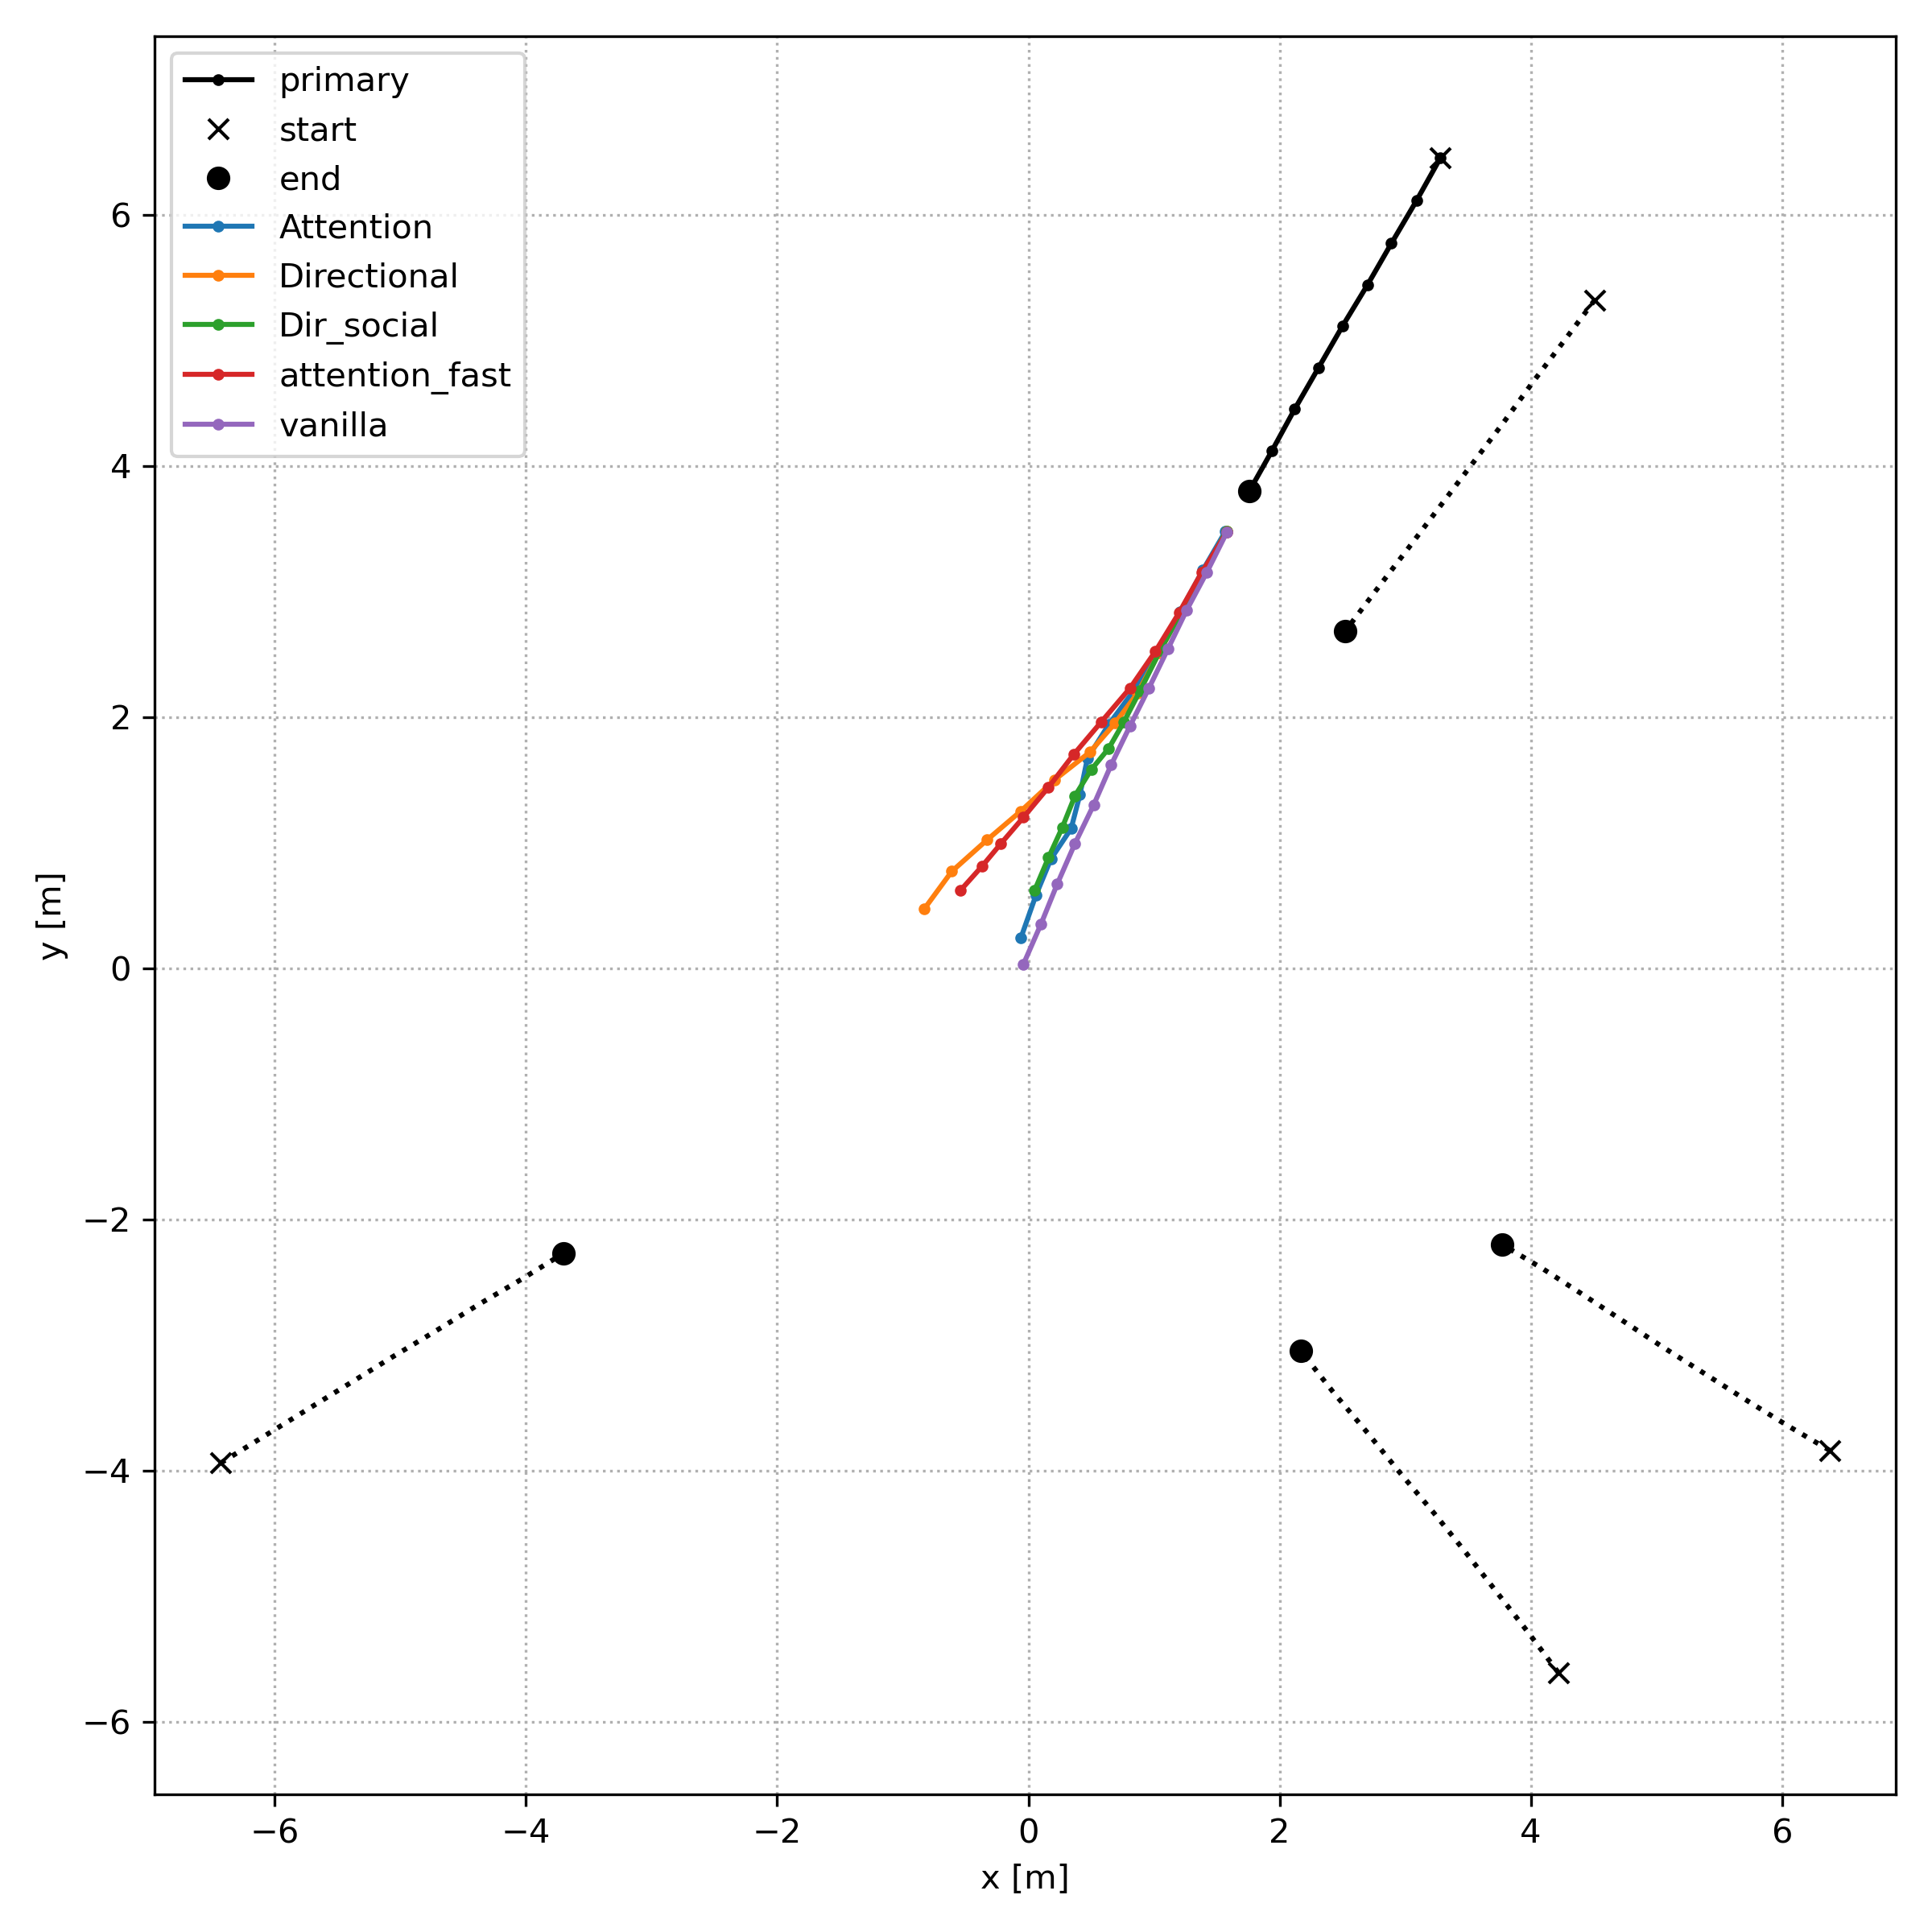 primary
start
end
Attention
Directional
Dir_social
attention_fast
vanilla
6
4
2
0
−2
−4
−6
y [m]
−6 −4 −2 0 2 4 6
x [m]